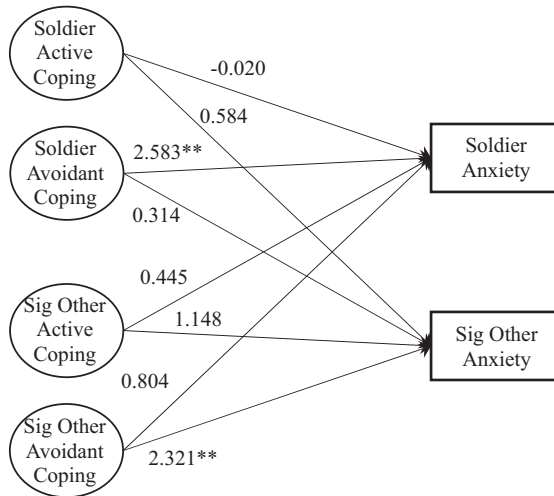 Soldier
Active
Coping
-0.020
0.584
Soldier
Avoidant
Coping
2.583**
0.314
Soldier
Anxiety
Sig Other
Active
Coping
0.445
1.148
Sig Other
Anxiety
0.804
Sig Other
Avoidant
Coping
2.321**